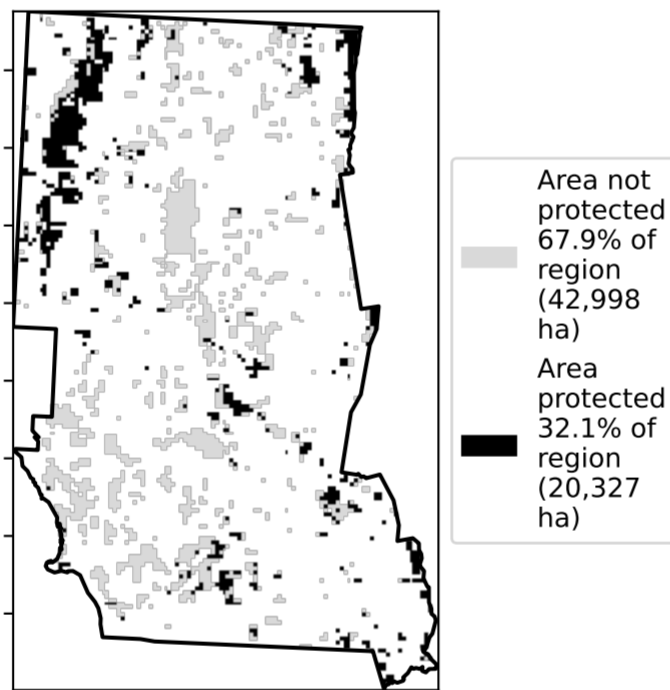 Area not
protected
67.9% of
region
(42,998
ha)
Area
protected
32.1% of
region
(20,327
ha)